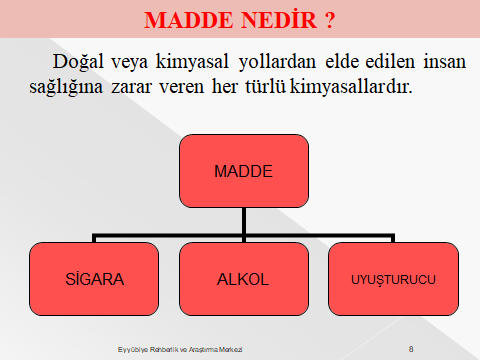 MADDE NEDİR ?
Doğal veya kimyasal yollardan elde edilen insan
sağlığına zarar veren her türlü kimyasallardır.
MADDE
SİGARA
ALKOL
UYUŞTURUCU
Eyyübiye Rehberlik ve Araştırma Merkezi
8